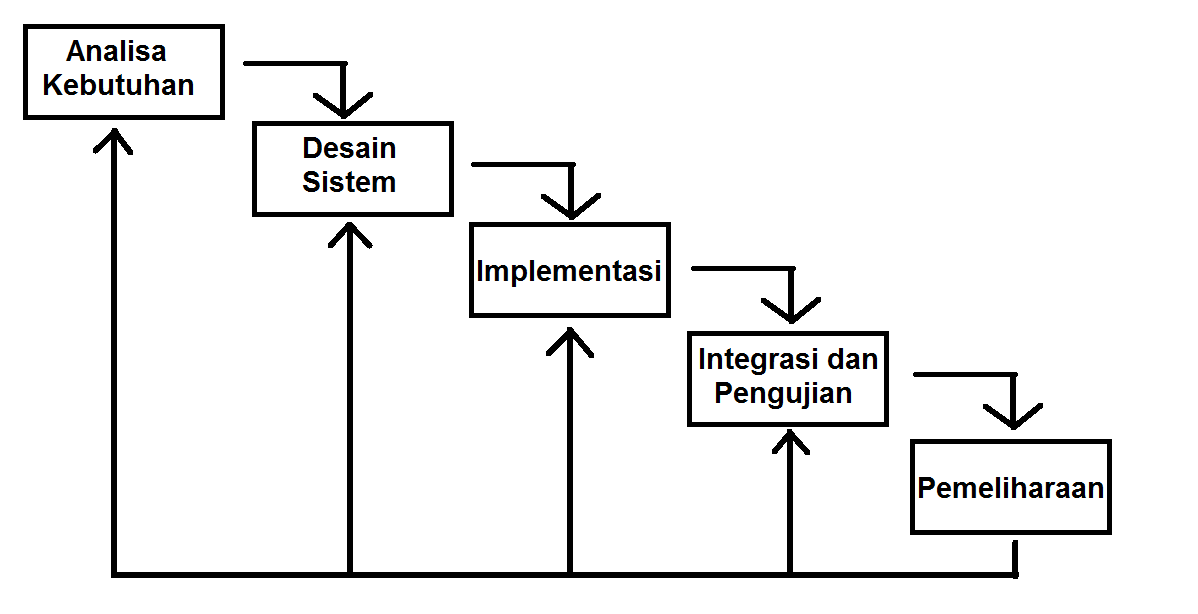 Analisa
Kebutuhan
Desain
Sistem
Implementasi
Integrasi dan
Pengujian
Pemeliharaan